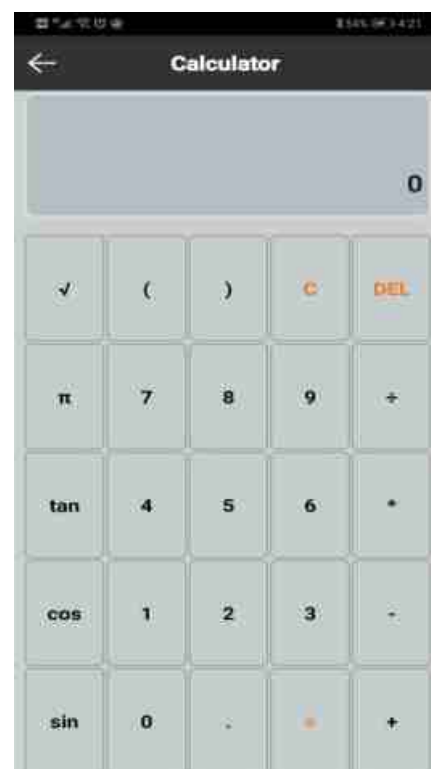 Calculator
0
√ ( ) C DEL
π 7 8 9 ÷
tan 4 5 6 *
cos 1 2 3 -
sin 0 . +